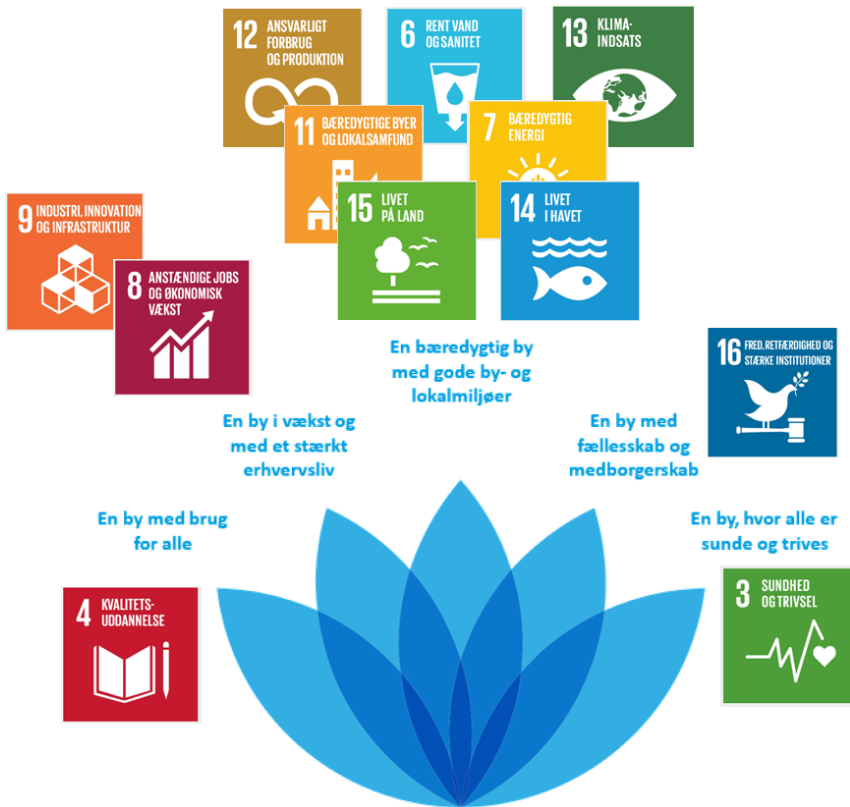 12 ANSVARLIGT
FORBRUG
OG PRODUKTION
6 RENT VAND
OG SANITET
13 KLIMA-
INDSATS
11 BÆREDYGTIGE BYER
OG LOKALSAMFUND
7 BÆREDYGTIG
ENERGI
15 LIVET
PÅ LAND
14 LIVET
I HAVET
9 INDUSTRI, INNOVATION
OG INFRASTRUKTUR
8 ANSTÆNDIGE JOBS
OG ØKONOMISK
VÆKST
16 FRED, RETFÆRDIGHED OG
STÆRKE INSTITUTIONER
En bæredygtig by
med gode by- og
lokalmiljøer
En by i vækst og
med et stærkt
erhvervsliv
En by med
fællesskab og
medborgerskab
En by med brug
for alle
En by, hvor alle er
sunde og trives
4 KVALITETS-
UDDANNELSE
3 SUNDHED
OG TRIVSEL